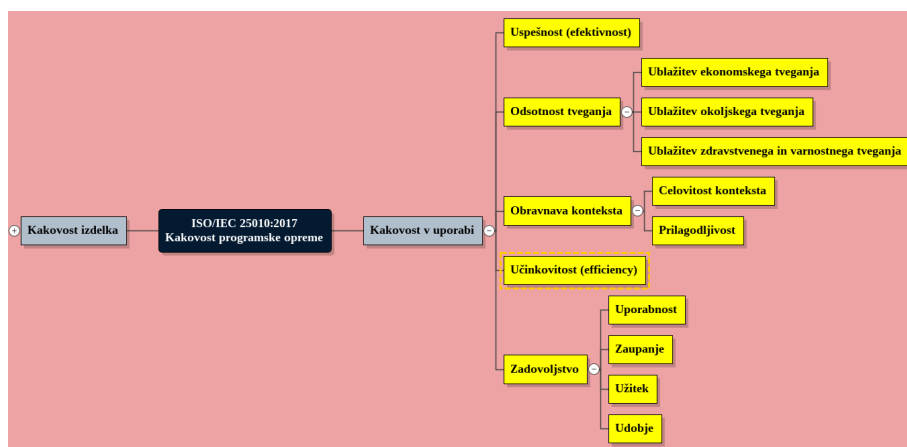 Kakovost izdelka
ISO/IEC 25010:2017
Kakovost programske opreme
Kakovost v uporabi
Uspešnost (efektivnost)
Odsotnost tveganja
Ublažitev ekonomskega tveganja
Ublažitev okoljskega tveganja
Ublažitev zdravstvenega in varnostnega tveganja
Obravnava konteksta
Celovitost konteksta
Prilagodljivost
Učinkovitost (efficiency)
Zadovoljstvo
Uporabnost
Zaupanje
Užitek
Udobje